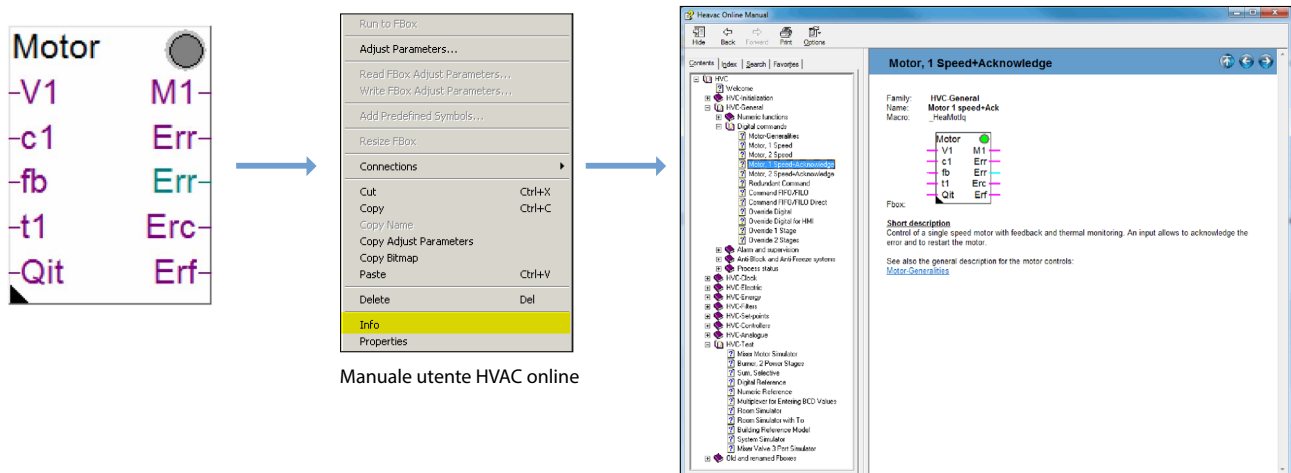 Motor
V1 M1
c1 Err
fb Err
t1 Erc
Qit Erf
Run to FBox
Adjust Parameters...
Read FBox Adjust Parameters...
Write FBox Adjust Parameters...
Add Predefined Symbols...
Resize FBox
Connections
Cut Ctrl+X
Copy Ctrl+C
Copy Name
Copy Adjust Parameters
Copy Bitmap
Paste Ctrl+V
Delete Del
Info
Properties
Manuale utente HVAC online
Heavac Online Manual
Hide Back Forward Print Options
Contents Index Search Favorites
HVC
Welcome
HVC-Initialization
HVC-General
Numeric functions
Digital commands
Motor-Generalities
Motor, 1 Speed
Motor, 2 Speed
Motor, 1 Speed+Acknowledge
Motor, 2 Speed+Acknowledge
Redundant Command
Command FIFO/FILO
Command FIFO/FILO Direct
Override Digital
Override Digital for HMI
Override 1 Stage
Override 2 Stages
Alarm and supervision
Anti-Block and Anti-Freeze systems
Process status
HVC-Clock
HVC-Electric
HVC-Energy
HVC-Filters
HVC-Set-points
HVC-Controllers
HVC-Analogue
HVC-Test
Mixer Motor Simulator
Burner, 2 Power Stages
Sum, Selective
Digital Reference
Numeric Reference
Multiplexer for Entering BCD Values
Room Simulator
Room Simulator with To
Building Reference Model
System Simulator
Mixer Valve 3 Port Simulator
Old and renamed Fboxes
Motor, 1 Speed+Acknowledge
Family: HVC-General
Name: Motor 1 speed+Ack
Macro: _HeaMotIq
Motor
V1 M1
c1 Err
fb Err
t1 Erc
Qit Erf
Fbox:
Short description
Control of a single speed motor with feedback and thermal monitoring. An input allows to acknowledge the
error and to restart the motor.
See also the general description for the motor controls:
Motor-Generalities